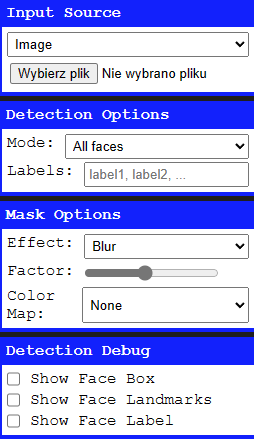 Input Source
Image
Wybierz plik Nie wybrano pliku
Detection Options
Mode: All faces
Labels: label1, label2, ...
Mask Options
Effect: Blur
Factor:
Color
Map: None
Detection Debug
Show Face Box
Show Face Landmarks
Show Face Label